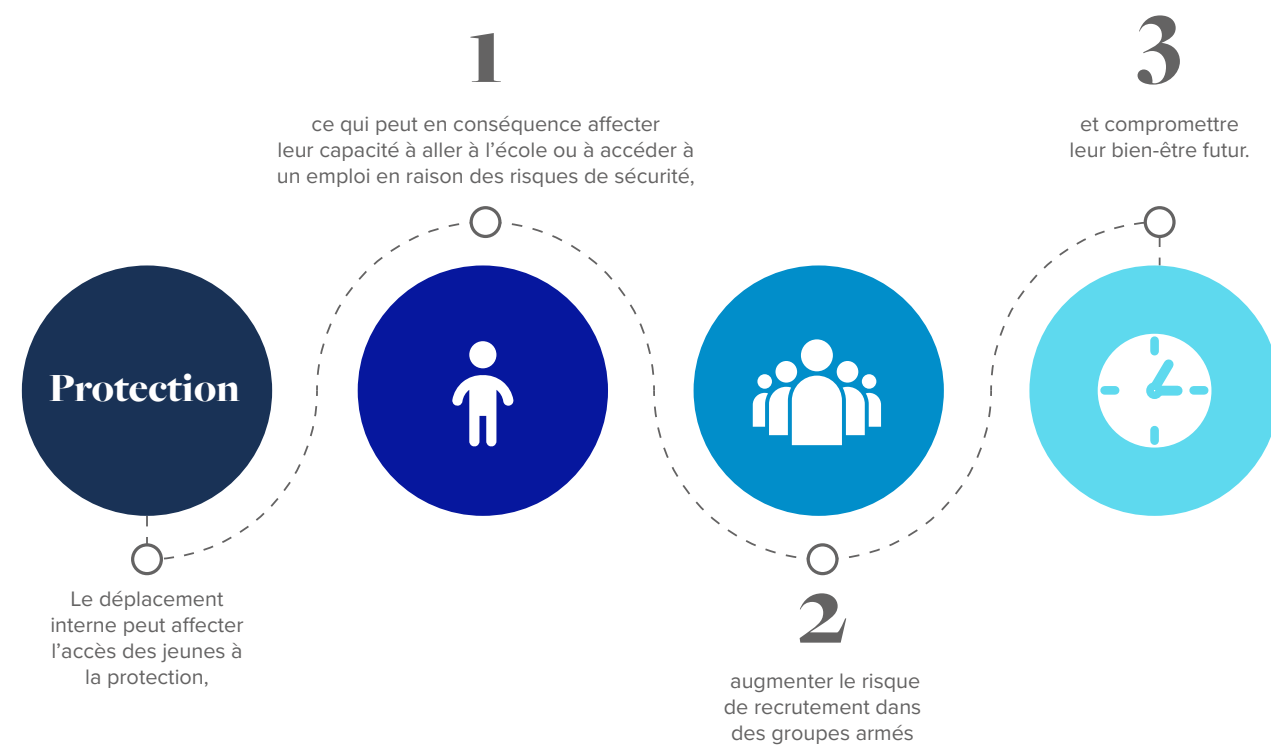 Protection
Le déplacement
interne peut affecter
l’accès des jeunes à
la protection,
1
ce qui peut en conséquence affecter
leur capacité à aller à l’école ou à accéder à
un emploi en raison des risques de sécurité,
2
augmenter le risque
de recrutement dans
des groupes armés
3
et compromettre
leur bien-être futur.